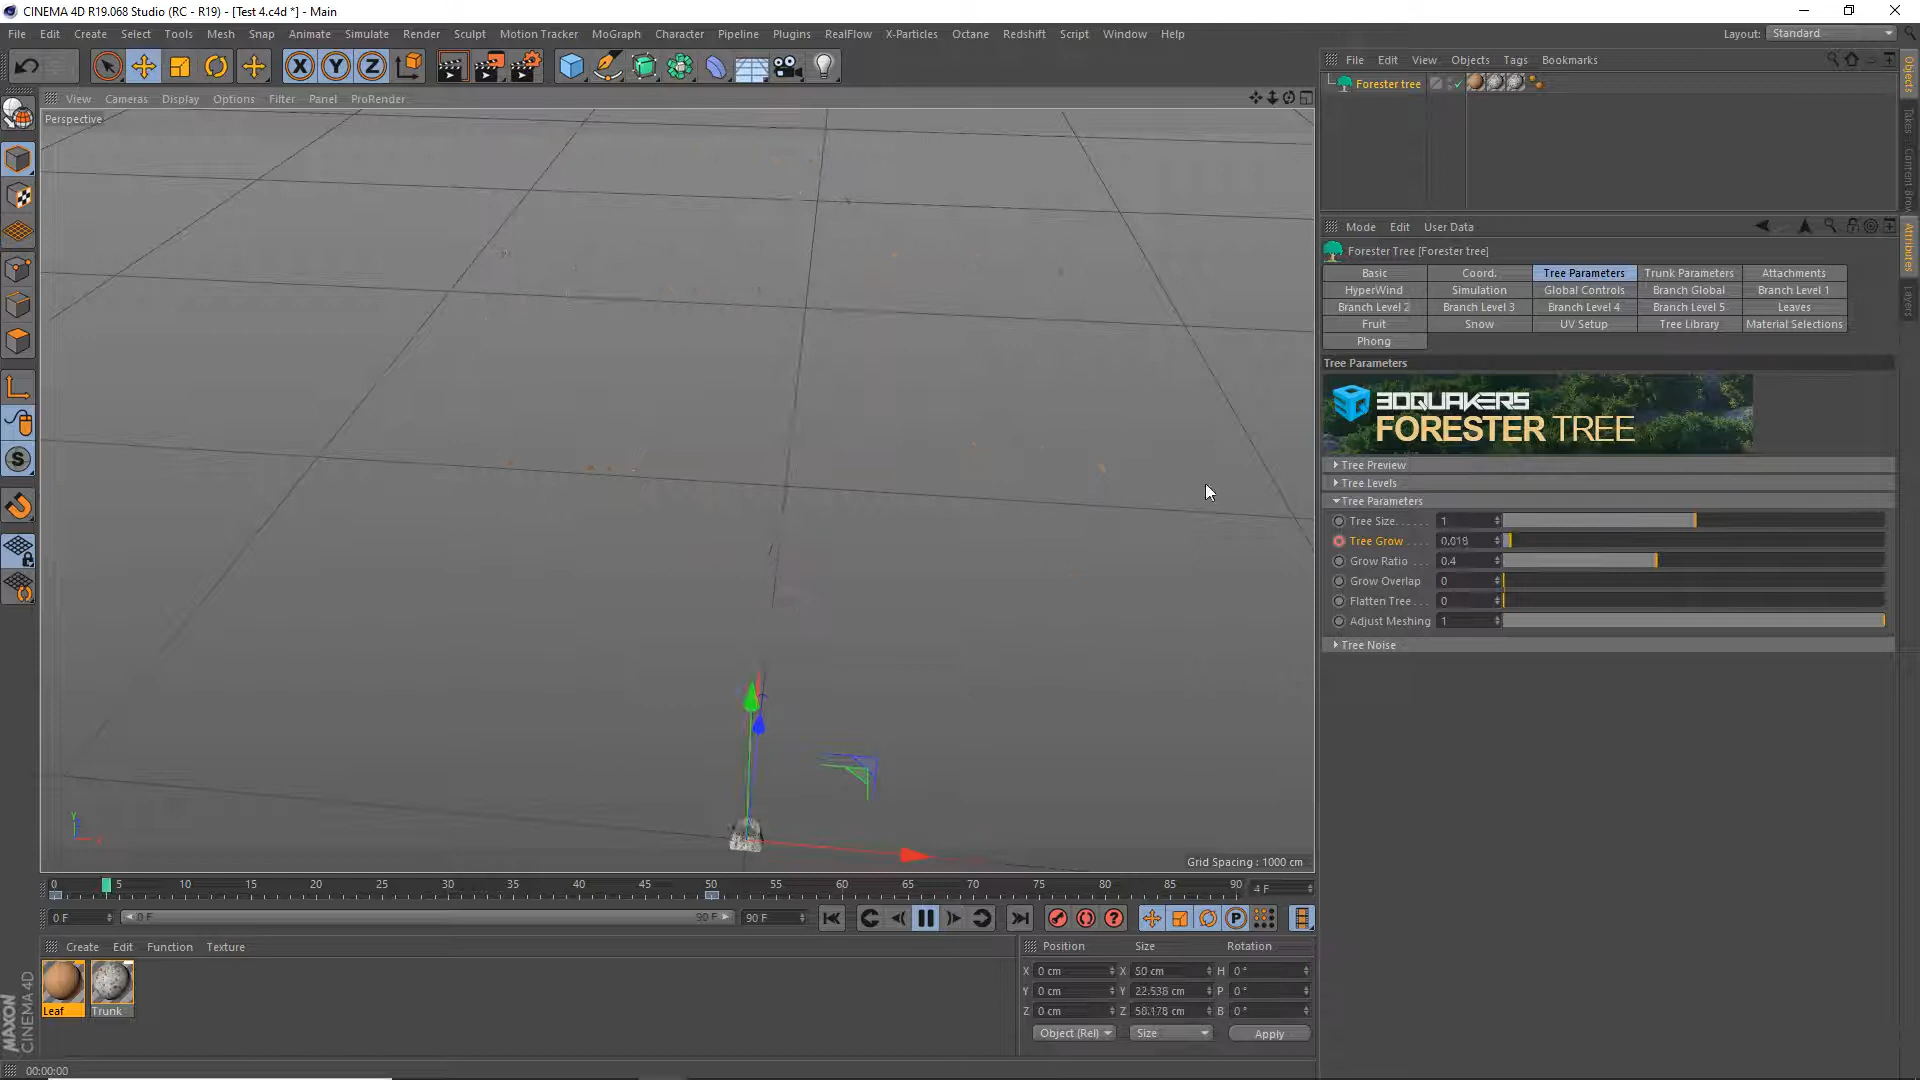 CINEMA 4D R19.068 Studio (RC - R19) - [Test 4.c4d *] - Main
File Edit Create Select Tools Mesh Snap Animate Simulate Render Sculpt Motion Tracker MoGraph Character Pipeline Plugins RealFlow X-Particles Octane Redshift Script Window Help
Layout: Standard
X Y Z
File Edit View Objects Tags Bookmarks
Forester tree
View Cameras Display Options Filter Panel ProRender
Perspective
Objects
Takes
Attributes
Layers
Mode Edit User Data
Forester Tree [Forester tree]
Basic Coord. Tree Parameters Trunk Parameters Attachments
HyperWind Simulation Global Controls Branch Global Branch Level 1
Branch Level 2 Branch Level 3 Branch Level 4 Branch Level 5 Leaves
Fruit Snow UV Setup Tree Library Material Selections
Phong
Tree Parameters
3DQUAKERS
FORESTER TREE
Tree Preview
Tree Levels
Tree Parameters
Tree Size..... 1
Tree Grow .... 0.018
Grow Ratio ... 0.4
Grow Overlap 0
Flatten Tree... 0
Adjust Meshing 1
Tree Noise
Y
X
Grid Spacing : 1000 cm
0 5 10 15 20 25 30 35 40 45 50 55 60 65 70 75 80 85 90 4 F
0 F 0 F 90 F 90 F
Create Edit Function Texture
Leaf Trunk
Position Size Rotation
X 0 cm X 50 cm H 0 °
Y 0 cm Y 22.538 cm P 0 °
Z 0 cm Z 58.178 cm B 0 °
Object (Rel) Size Apply
MAXON
CINEMA 4D
00:00:00